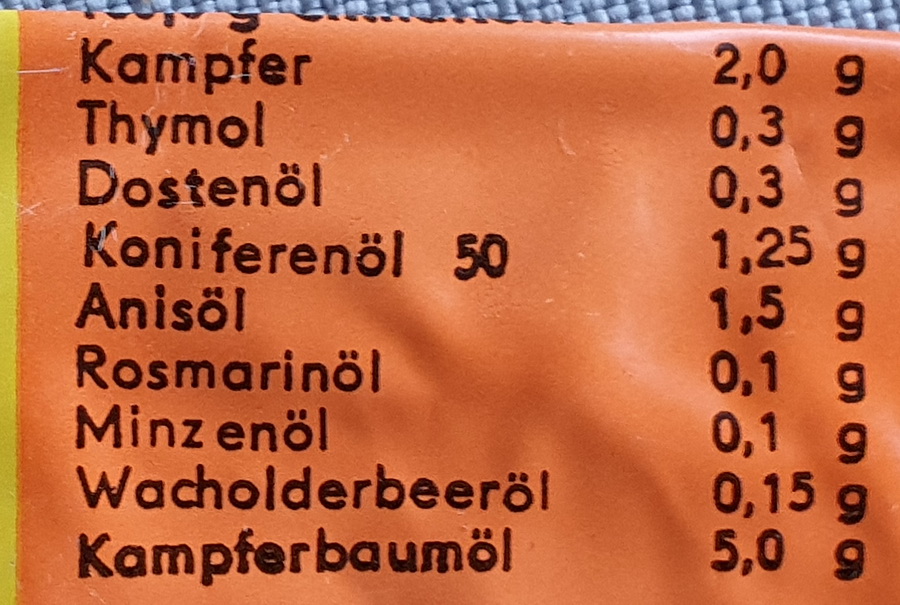 Kampfer 2,0 g
Thymol 0,3 g
Dostenöl 0,3 g
Koniferenöl 50 1,25 g
Anisöl 1,5 g
Rosmarinöl 0,1 g
Minzenöl 0,1 g
Wacholderbeeröl 0,15 g
Kampferbaumöl 5,0 g